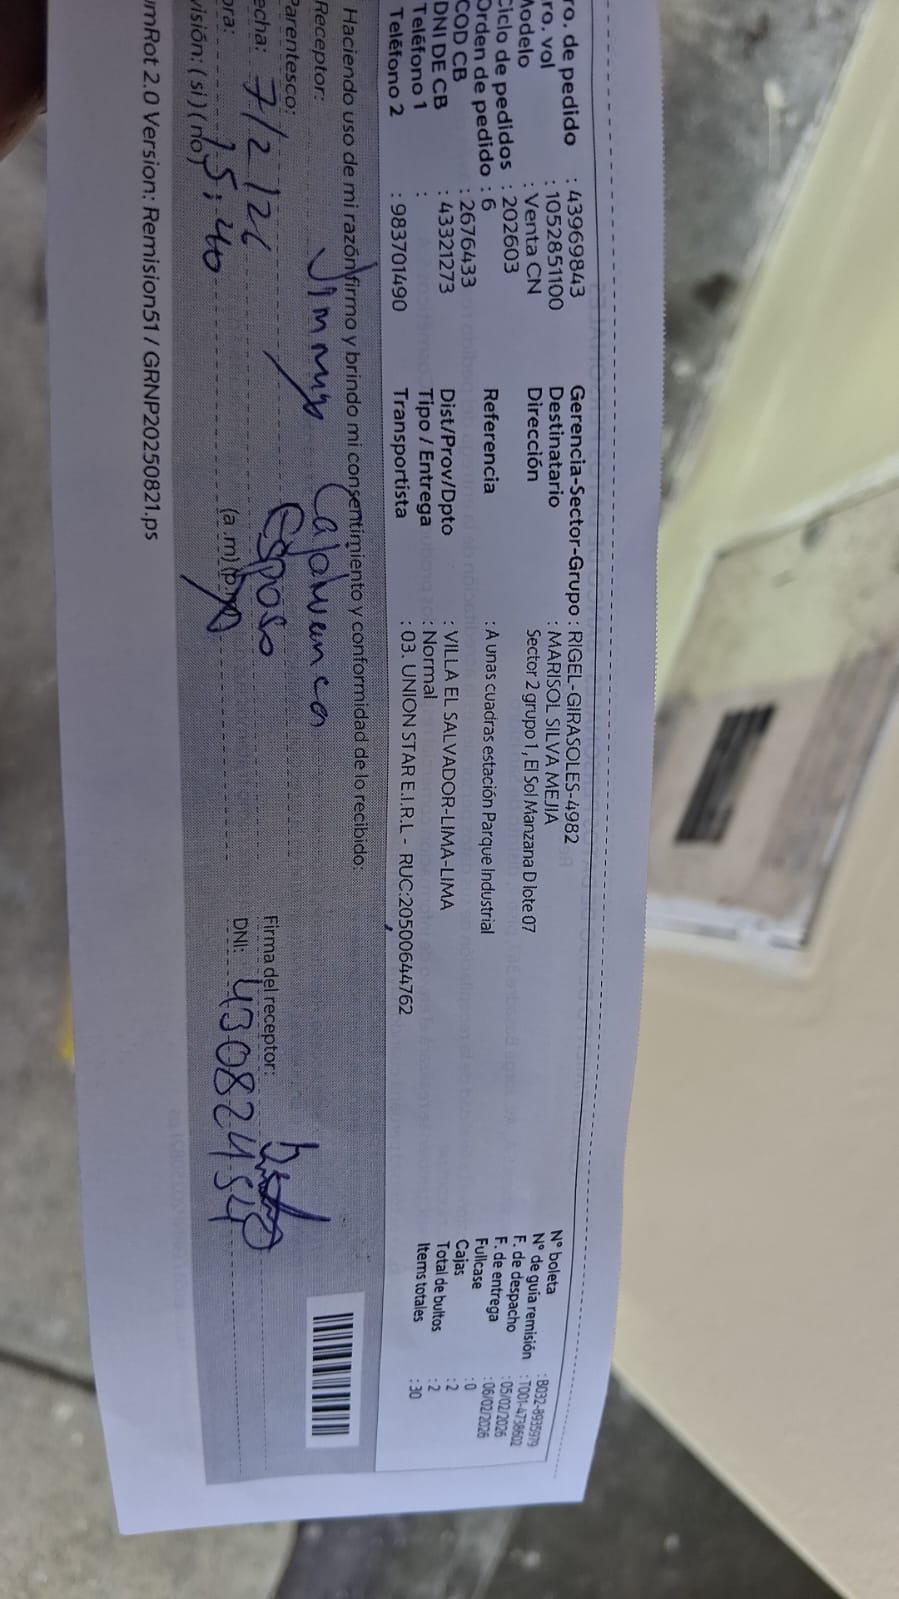 ro. de pedido : 43969843 Gerencia-Sector-Grupo : RIGEL-GIRASOLES-4982 N° boleta : B032-8935979
ro. vol : 1052851100 Destinatario : MARISOL SILVA MEJIA N° de guia remisión : T001-4738602
Modelo : Venta CN Dirección Sector 2 grupo 1, El Sol Manzana D lote 07 F. de despacho : 05/02/2026
Ciclo de pedidos : 202603 F. de entrega : 06/02/2026
Orden de pedido : 6 Referencia : A unas cuadras estación Parque Industrial Fullcase : 0
COD CB : 2676433 Cajas : 2
DNI DE CB : 43321273 Dist/Prov/Dpto : VILLA EL SALVADOR-LIMA-LIMA Total de bultos : 2
Teléfono 1 : Tipo / Entrega : Normal Items totales : 30
Teléfono 2 : 983701490 Transportista : 03. UNION STAR E.I.R.L - RUC:20500644762
Haciendo uso de mi razón firmo y brindo mi consentimiento y conformidad de lo recibido:
Receptor: Jimmy Cajahuanca
Parentesco: Esposo Firma del receptor:
echa: 7/2/26 DNI: 43082454
ora: 15:40 (a.m) (p.m)
visión: (si) (no)
umRot 2.0 Version: Remision51 / GRNP20250821.ps